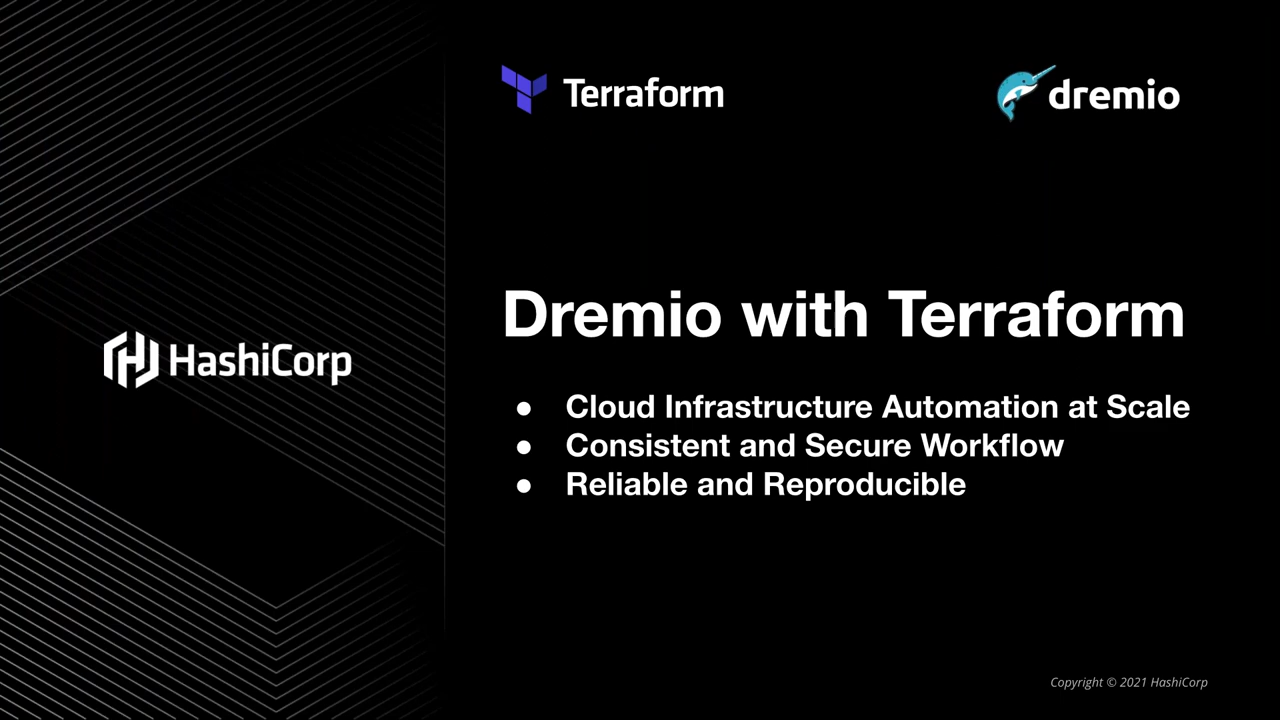 Terraform
dremio
HashiCorp
Dremio with Terraform
● Cloud Infrastructure Automation at Scale
● Consistent and Secure Workflow
● Reliable and Reproducible
Copyright © 2021 HashiCorp